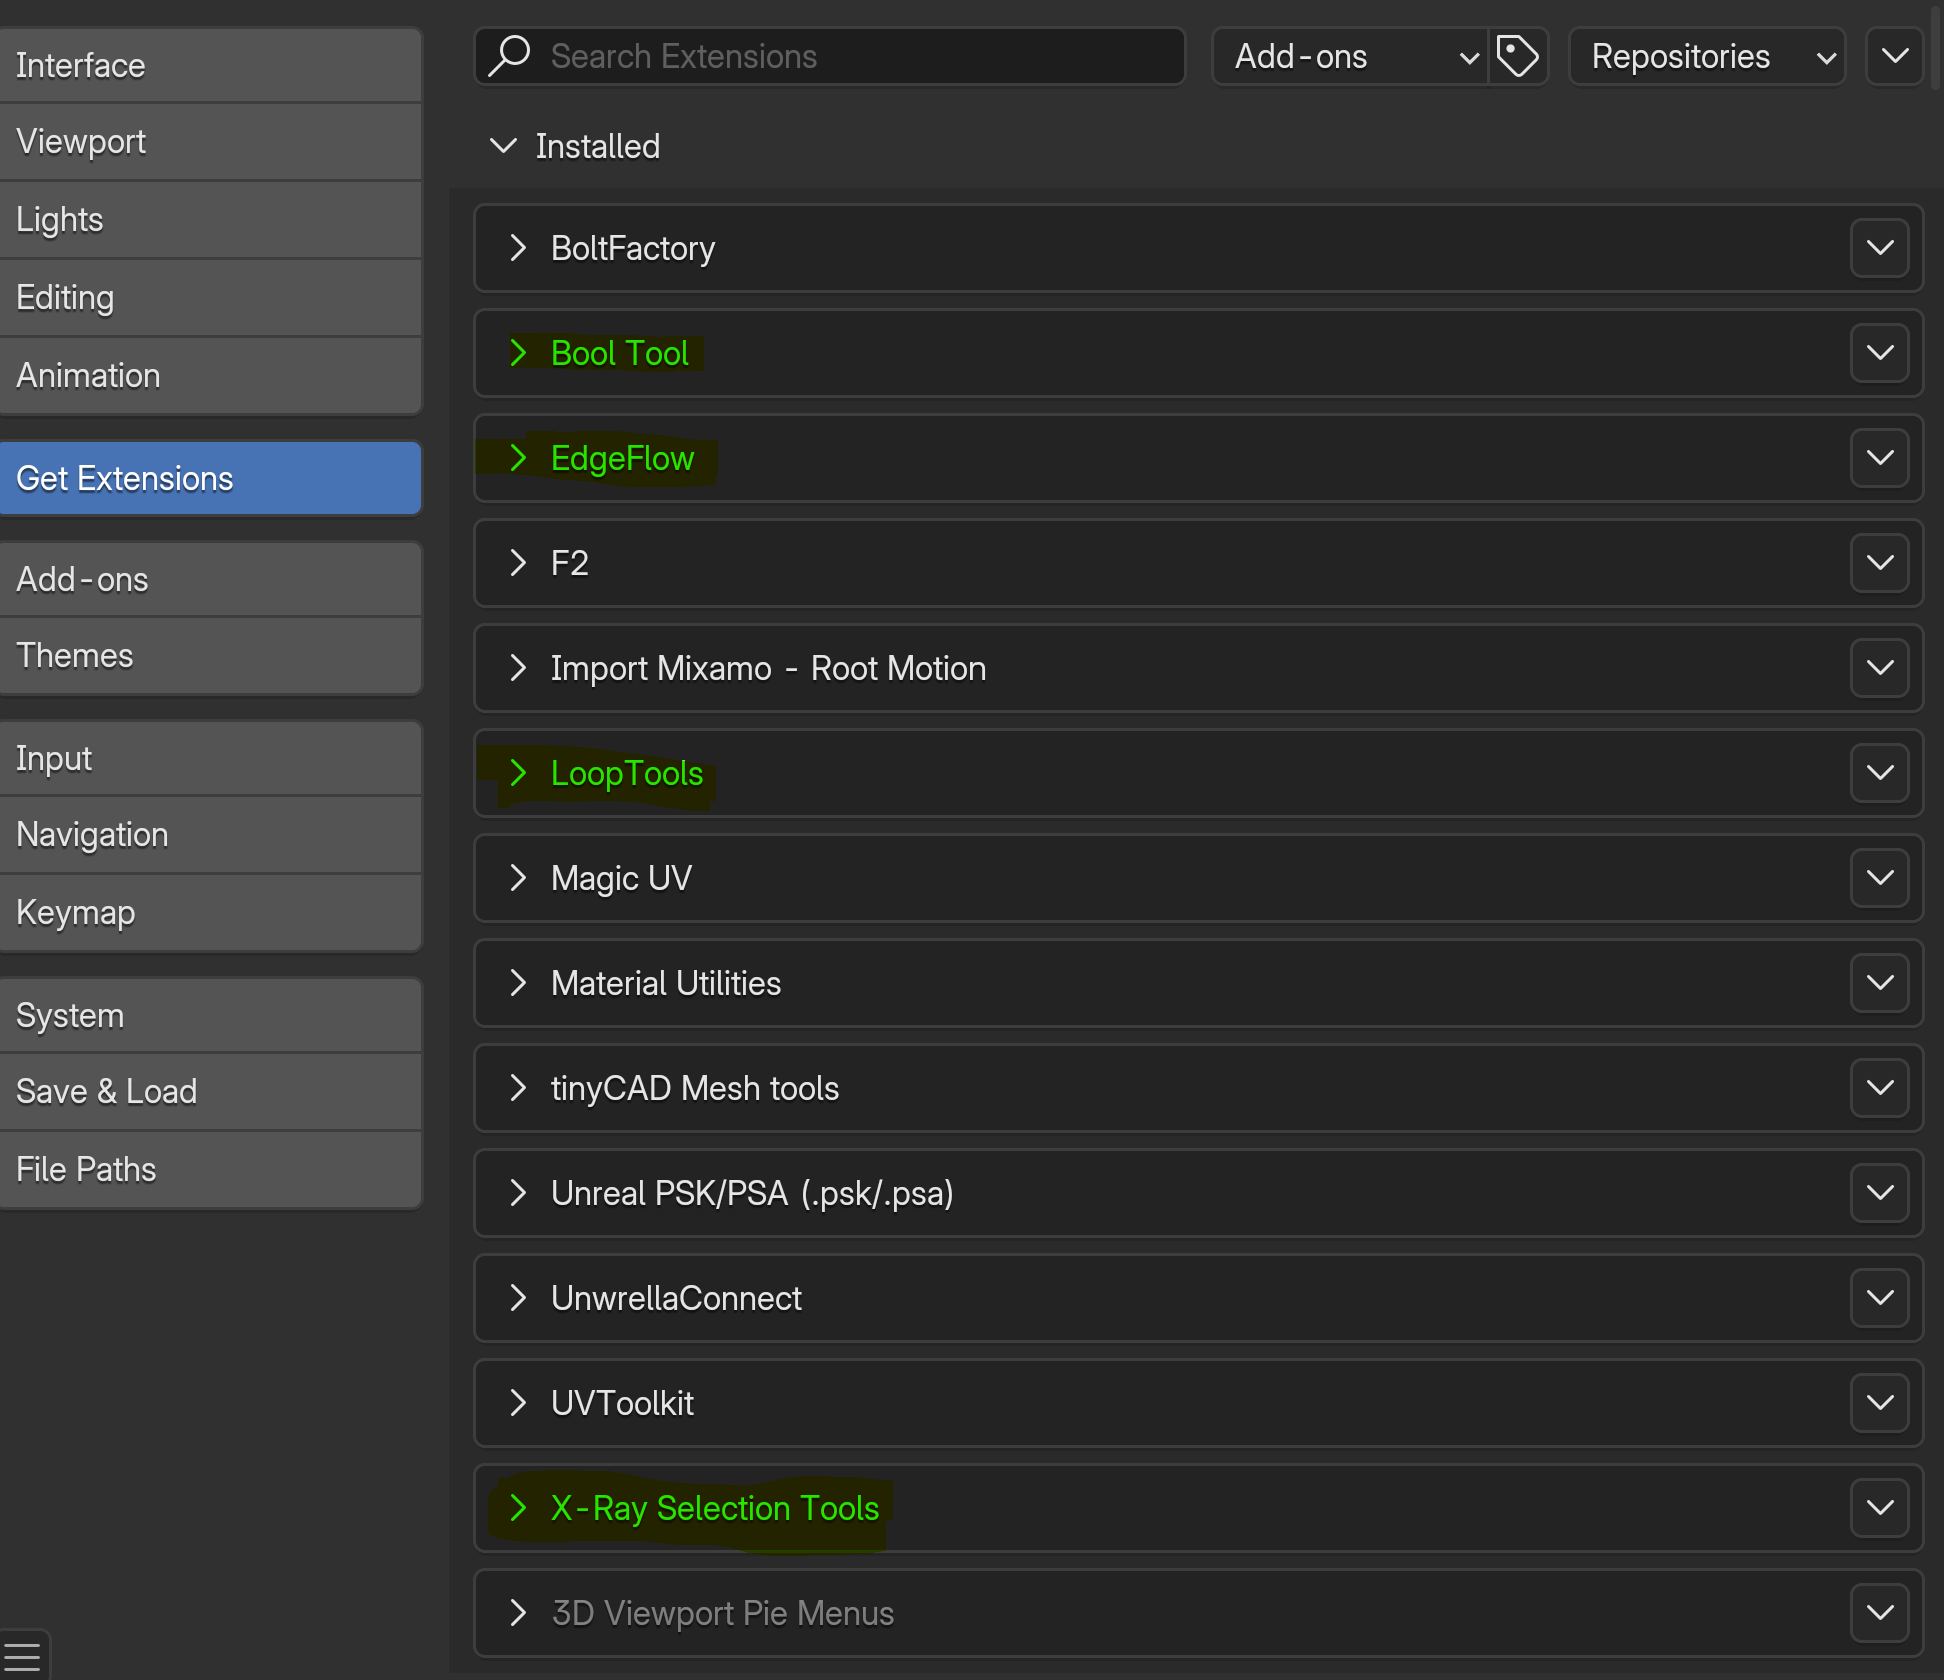 Interface
Viewport
Lights
Editing
Animation
Get Extensions
Add-ons
Themes
Input
Navigation
Keymap
System
Save & Load
File Paths
Search Extensions
Add-ons
Repositories
Installed
BoltFactory
Bool Tool
EdgeFlow
F2
Import Mixamo - Root Motion
LoopTools
Magic UV
Material Utilities
tinyCAD Mesh tools
Unreal PSK/PSA (.psk/.psa)
UnwrellaConnect
UVToolkit
X-Ray Selection Tools
3D Viewport Pie Menus